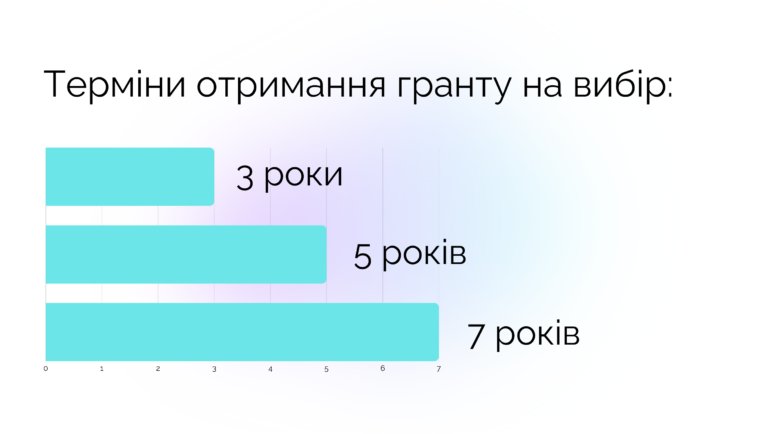 Терміни отримання гранту на вибір:
3 роки
5 років
7 років
0 1 2 3 4 5 6 7